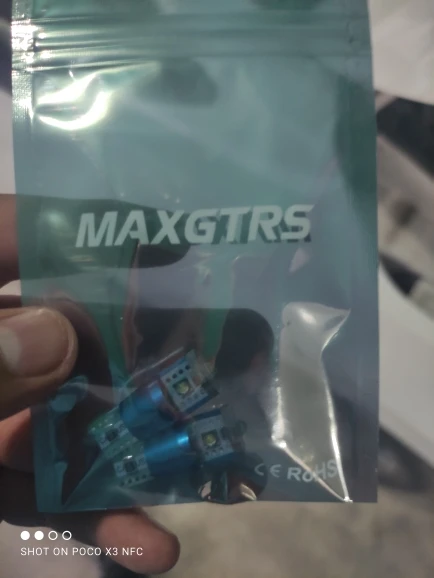 MAXGTRS
CE ROHS
SHOT ON POCO X3 NFC